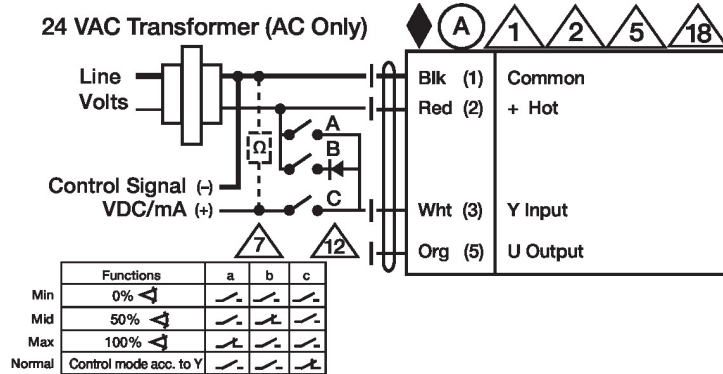 24 VAC Transformer (AC Only)
A 1 2 5 18
Line
Volts
Blk (1) Common
Red (2) + Hot
A
B
Ω
C
Control Signal (-)
VDC/mA (+)
Wht (3) Y Input
7 12
Org (5) U Output
Functions a b c
Min 0%
Mid 50%
Max 100%
Normal Control mode acc. to Y